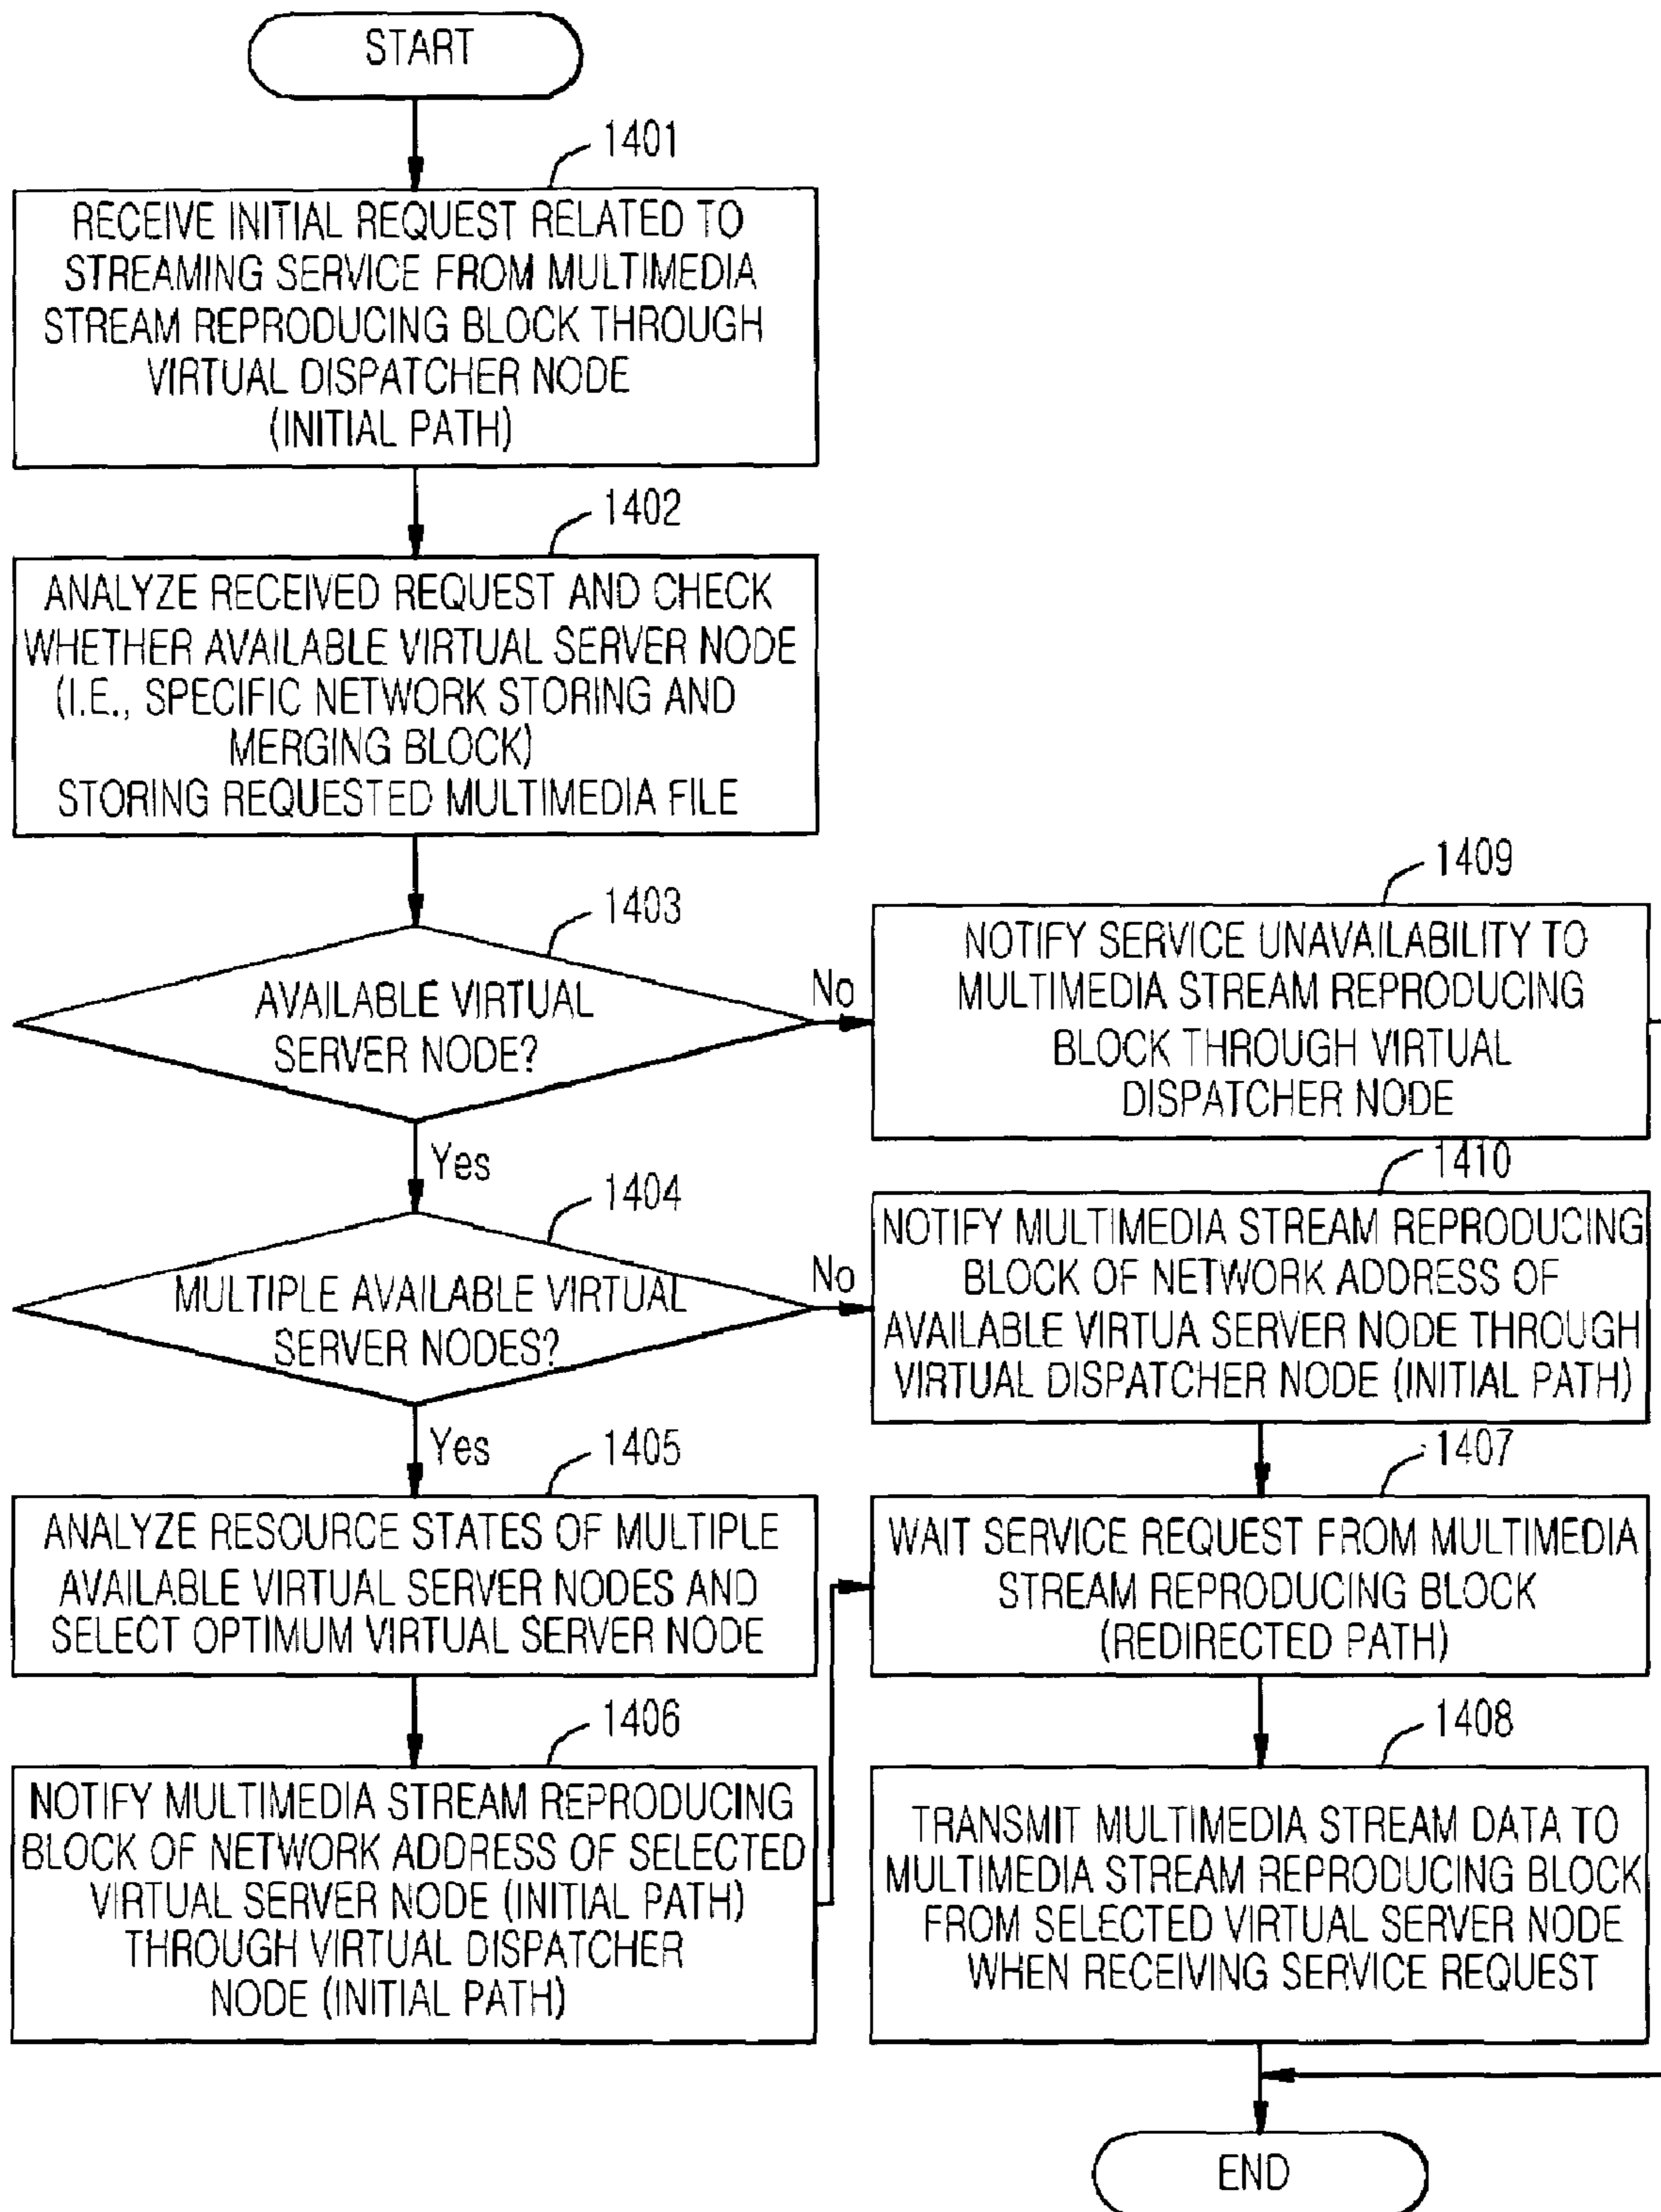 START
1401
RECEIVE INITIAL REQUEST RELATED TO
STREAMING SERVICE FROM MULTIMEDIA
STREAM REPRODUCING BLOCK THROUGH
VIRTUAL DISPATCHER NODE
(INITIAL PATH)
1402
ANALYZE RECEIVED REQUEST AND CHECK
WHETHER AVAILABLE VIRTUAL SERVER NODE
(I.E., SPECIFIC NETWORK STORING AND
MERGING BLOCK)
STORING REQUESTED MULTIMEDIA FILE
1403
AVAILABLE VIRTUAL
SERVER NODE?
No
Yes
1409
NOTIFY SERVICE UNAVAILABILITY TO
MULTIMEDIA STREAM REPRODUCING
BLOCK THROUGH VIRTUAL
DISPATCHER NODE
1404
MULTIPLE AVAILABLE VIRTUAL
SERVER NODES?
No
Yes
1410
NOTIFY MULTIMEDIA STREAM REPRODUCING
BLOCK OF NETWORK ADDRESS OF
AVAILABLE VIRTUA SERVER NODE THROUGH
VIRTUAL DISPATCHER NODE (INITIAL PATH)
1405
ANALYZE RESOURCE STATES OF MULTIPLE
AVAILABLE VIRTUAL SERVER NODES AND
SELECT OPTIMUM VIRTUAL SERVER NODE
1406
NOTIFY MULTIMEDIA STREAM REPRODUCING
BLOCK OF NETWORK ADDRESS OF SELECTED
VIRTUAL SERVER NODE (INITIAL PATH)
THROUGH VIRTUAL DISPATCHER
NODE (INITIAL PATH)
1407
WAIT SERVICE REQUEST FROM MULTIMEDIA
STREAM REPRODUCING BLOCK
(REDIRECTED PATH)
1408
TRANSMIT MULTIMEDIA STREAM DATA TO
MULTIMEDIA STREAM REPRODUCING BLOCK
FROM SELECTED VIRTUAL SERVER NODE
WHEN RECEIVING SERVICE REQUEST
END